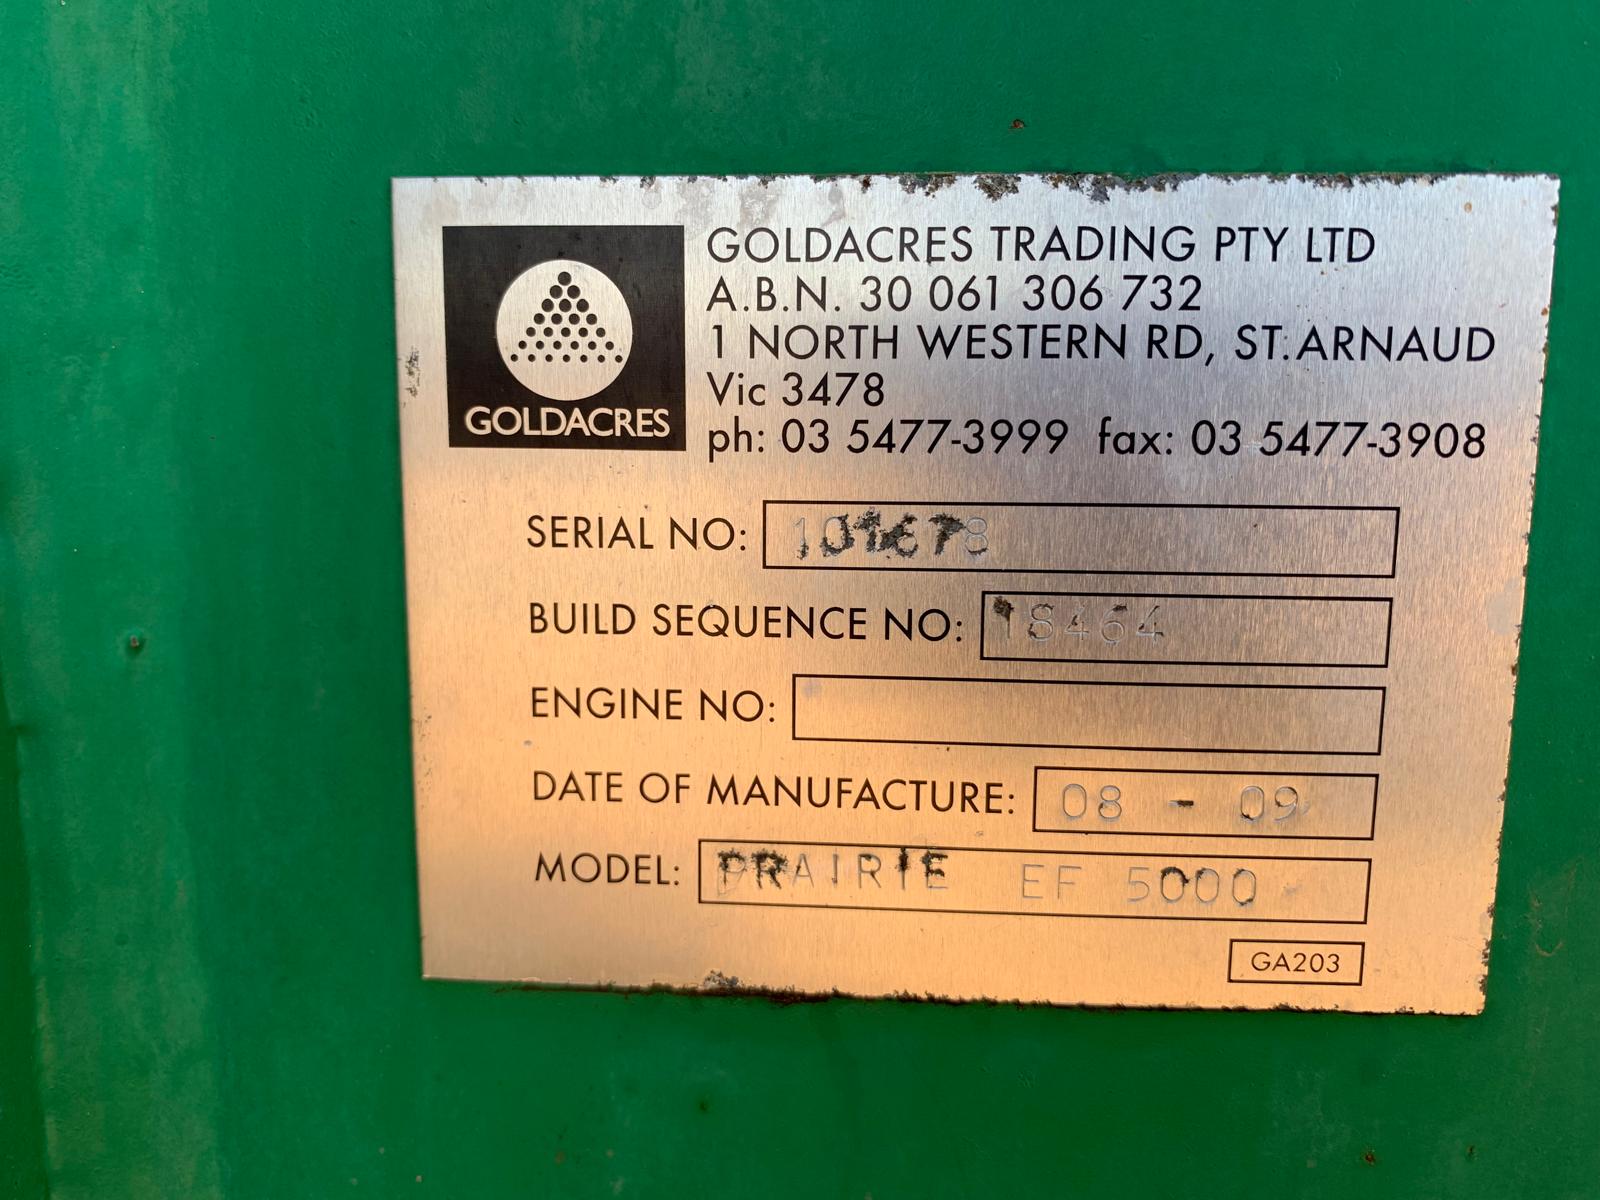 GOLDACRES
GOLDACRES TRADING PTY LTD
A.B.N. 30 061 306 732
1 NORTH WESTERN RD, ST.ARNAUD
Vic 3478
ph: 03 5477-3999 fax: 03 5477-3908
SERIAL NO:
BUILD SEQUENCE NO: 18464
ENGINE NO:
DATE OF MANUFACTURE: 08 - 09
MODEL: PRAIRIE EF 5000
GA203